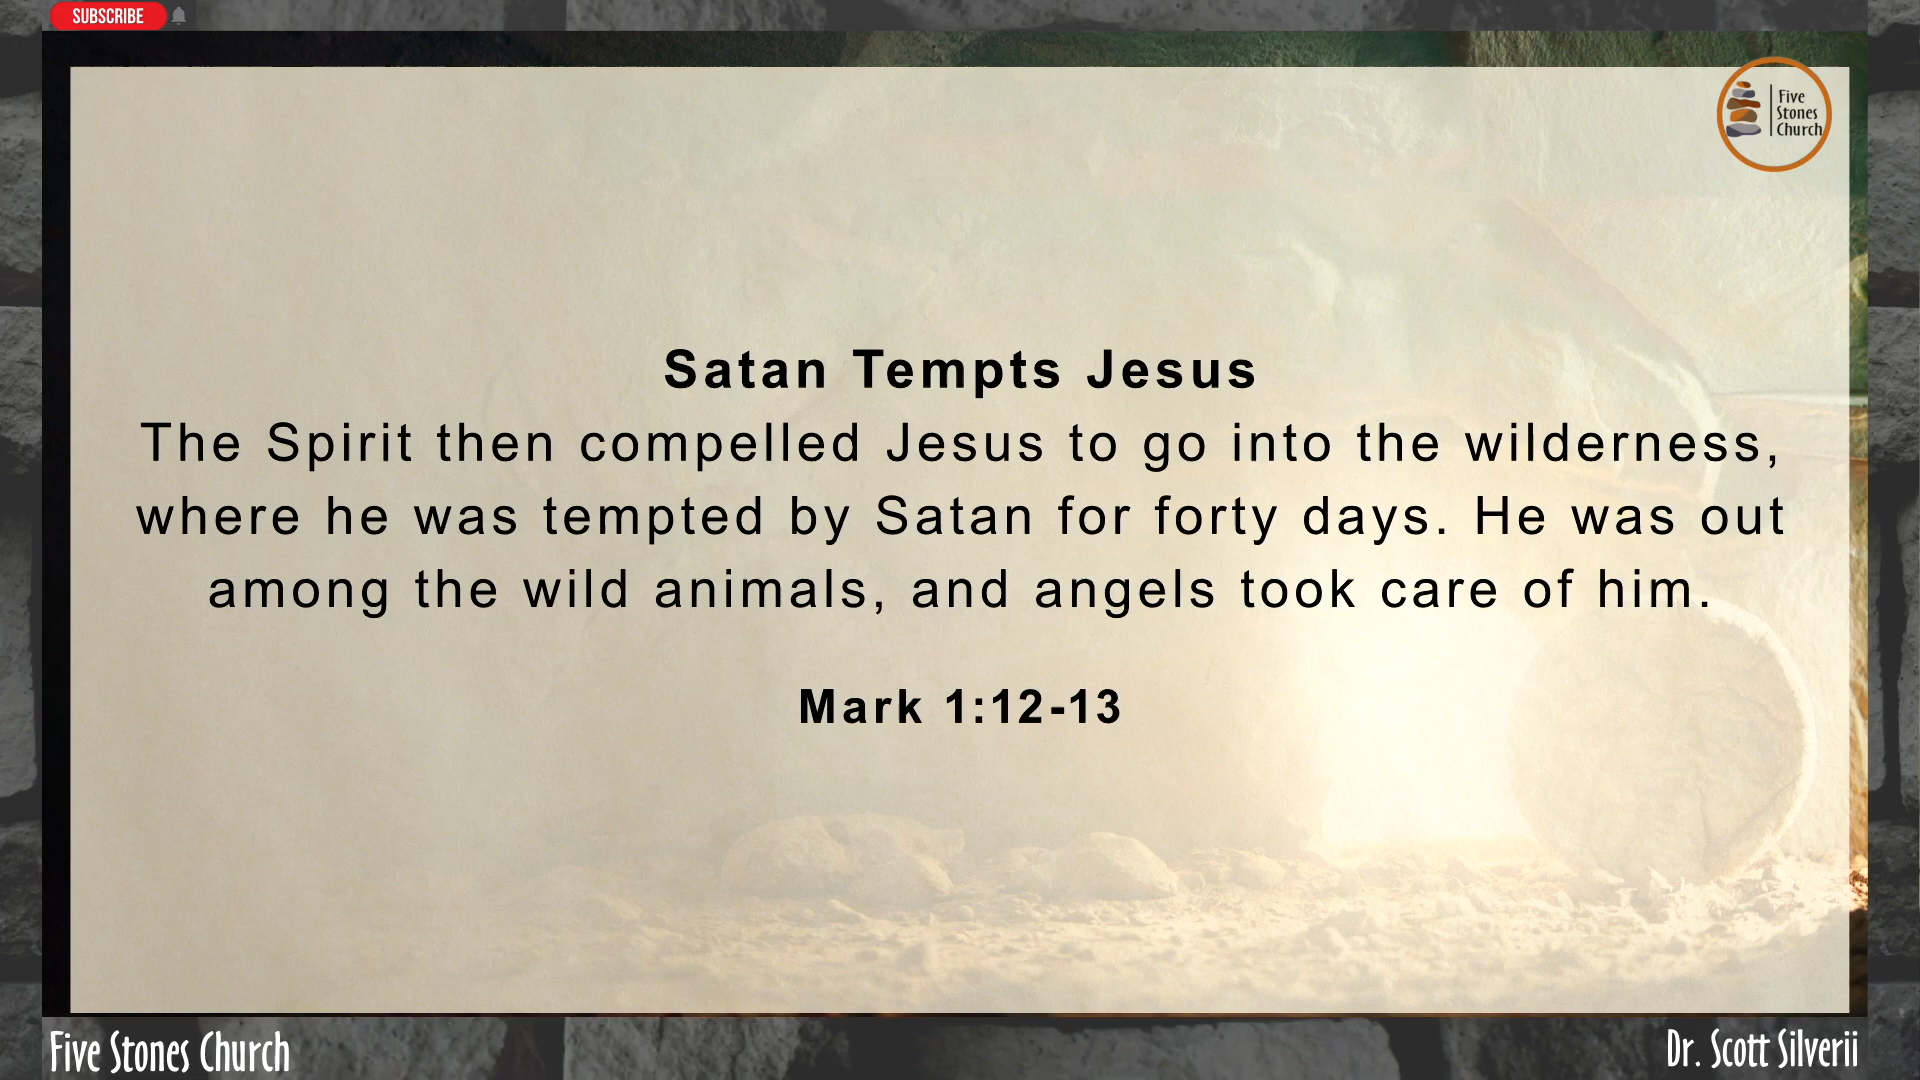 SUBSCRIBE
Five
Stones
Church
Satan Tempts Jesus
The Spirit then compelled Jesus to go into the wilderness,
where he was tempted by Satan for forty days. He was out
among the wild animals, and angels took care of him.
Mark 1:12-13
Five Stones Church
Dr. Scott Silverii